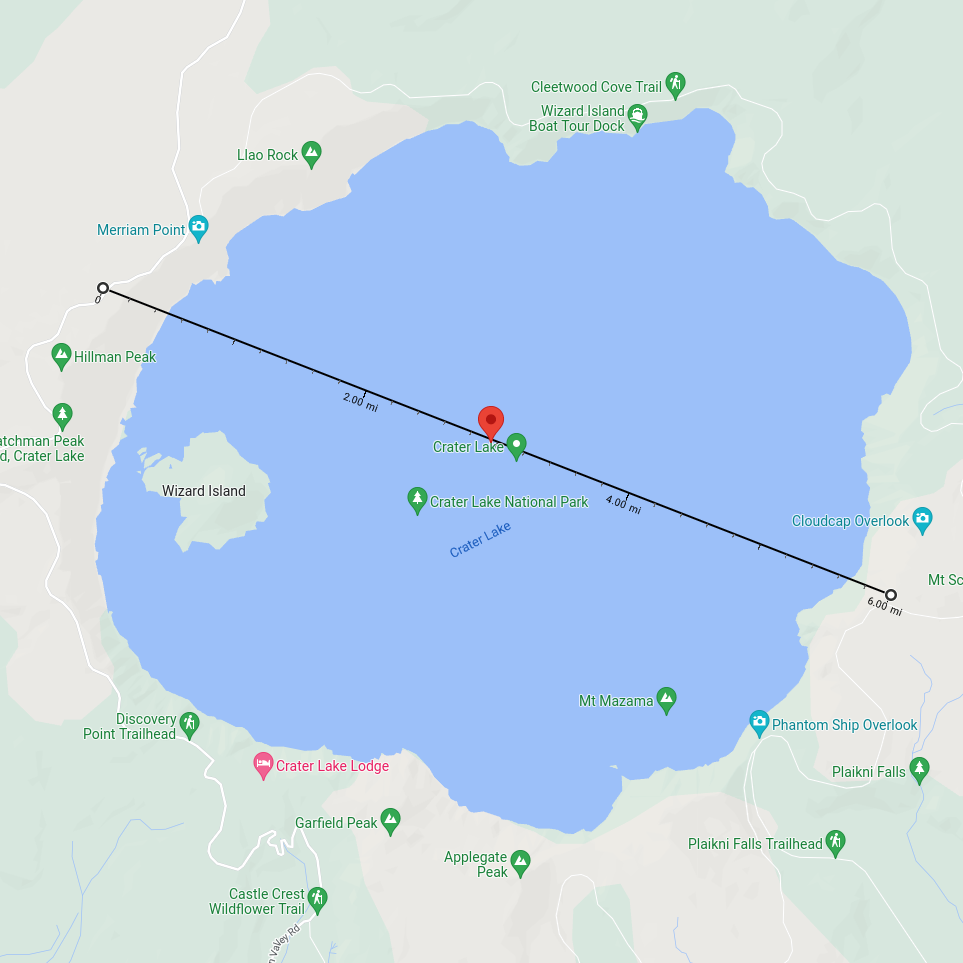 Cleetwood Cove Trail
Wizard Island
Boat Tour Dock
Llao Rock
Merriam Point
0
Hillman Peak
2.00 mi
atchman Peak
d, Crater Lake
Crater Lake
Wizard Island
Crater Lake National Park
4.00 mi
Cloudcap Overlook
Crater Lake
Mt Sc
6.00 mi
Mt Mazama
Discovery
Point Trailhead
Phantom Ship Overlook
Crater Lake Lodge
Plaikni Falls
Garfield Peak
Plaikni Falls Trailhead
Applegate
Peak
Castle Crest
Wildflower Trail
n Valley Rd